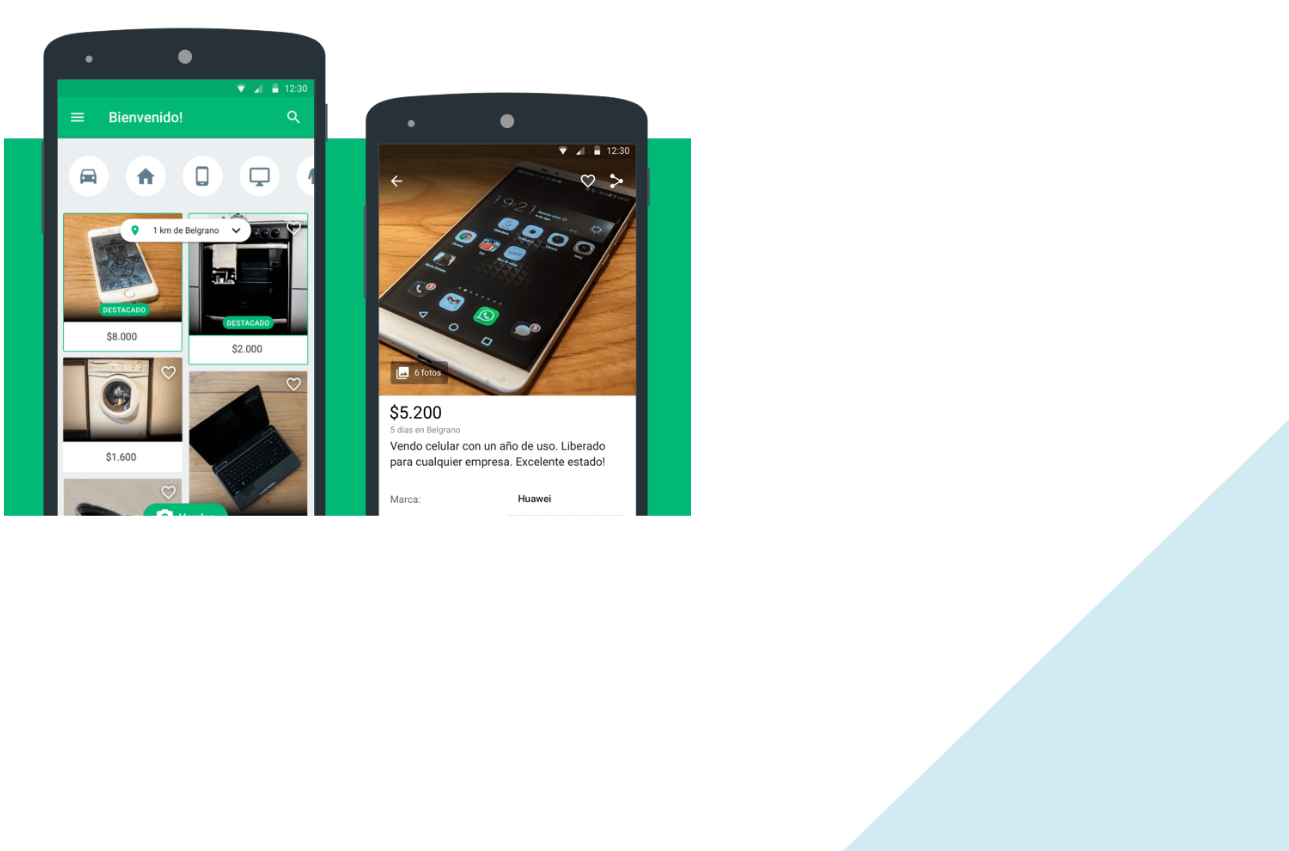 12:30
Bienvenido!
1 km de Belgrano
DESTACADO
$8.000
DESTACADO
$2.000
$1.600
12:30
19:21
6 fotos
$5.200
5 días en Belgrano
Vendo celular con un año de uso. Liberado
para cualquier empresa. Excelente estado!
Marca:
Huawei